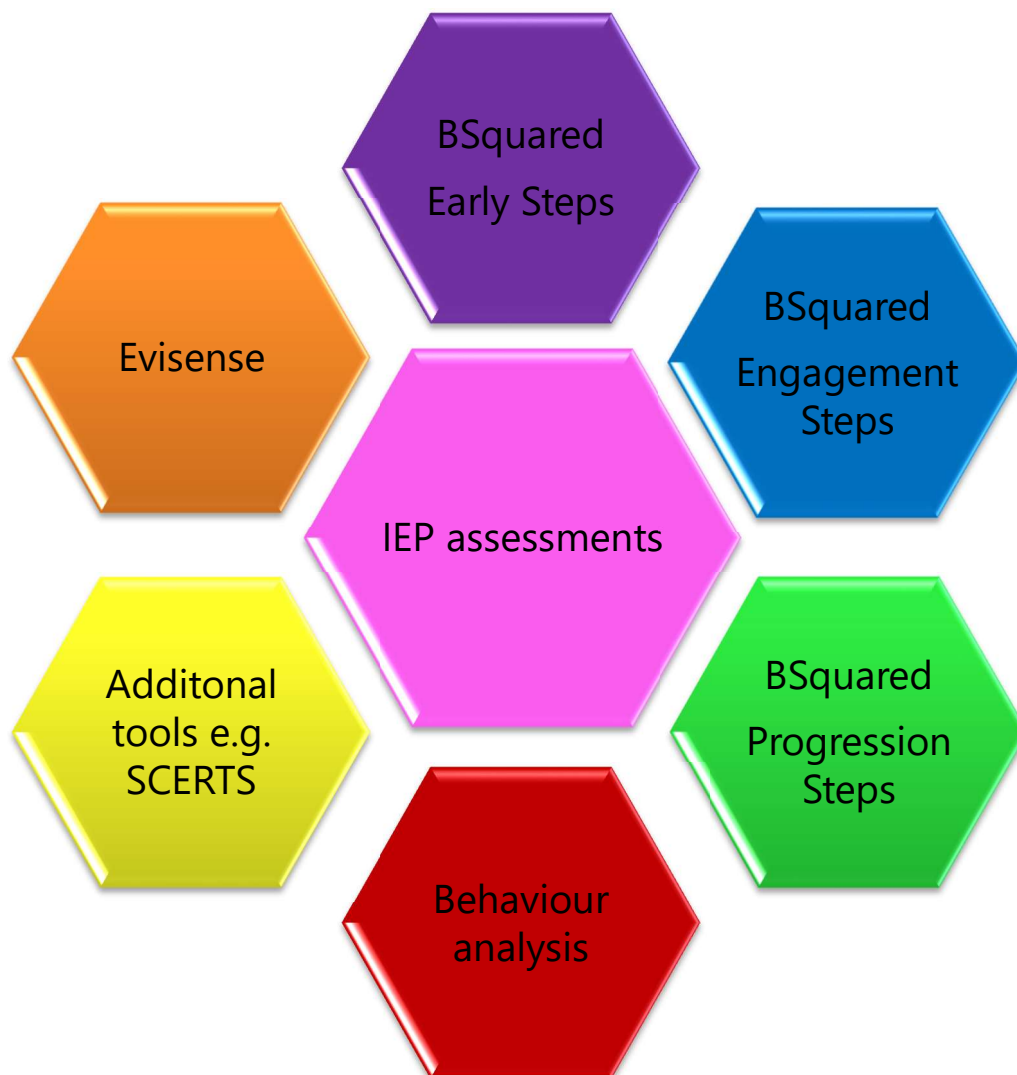 BSquared
Early Steps
BSquared
Engagement
Steps
Evisense
IEP assessments
BSquared
Progression
Steps
Additonal
tools e.g.
SCERTS
Behaviour
analysis